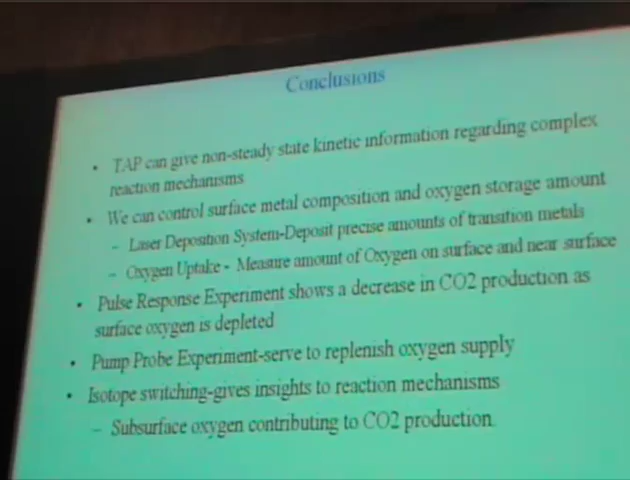 Conclusions
• TAP can give non-steady state kinetic information regarding complex
reaction mechanisms
• We can control surface metal composition and oxygen storage amount
– Laser Deposition System-Deposit precise amounts of transition metals
– Oxygen Uptake - Measure amount of Oxygen on surface and near surface
• Pulse Response Experiment shows a decrease in CO2 production as
surface oxygen is depleted
• Pump Probe Experiment-serve to replenish oxygen supply
• Isotope switching-gives insights to reaction mechanisms
– Subsurface oxygen contributing to CO2 production